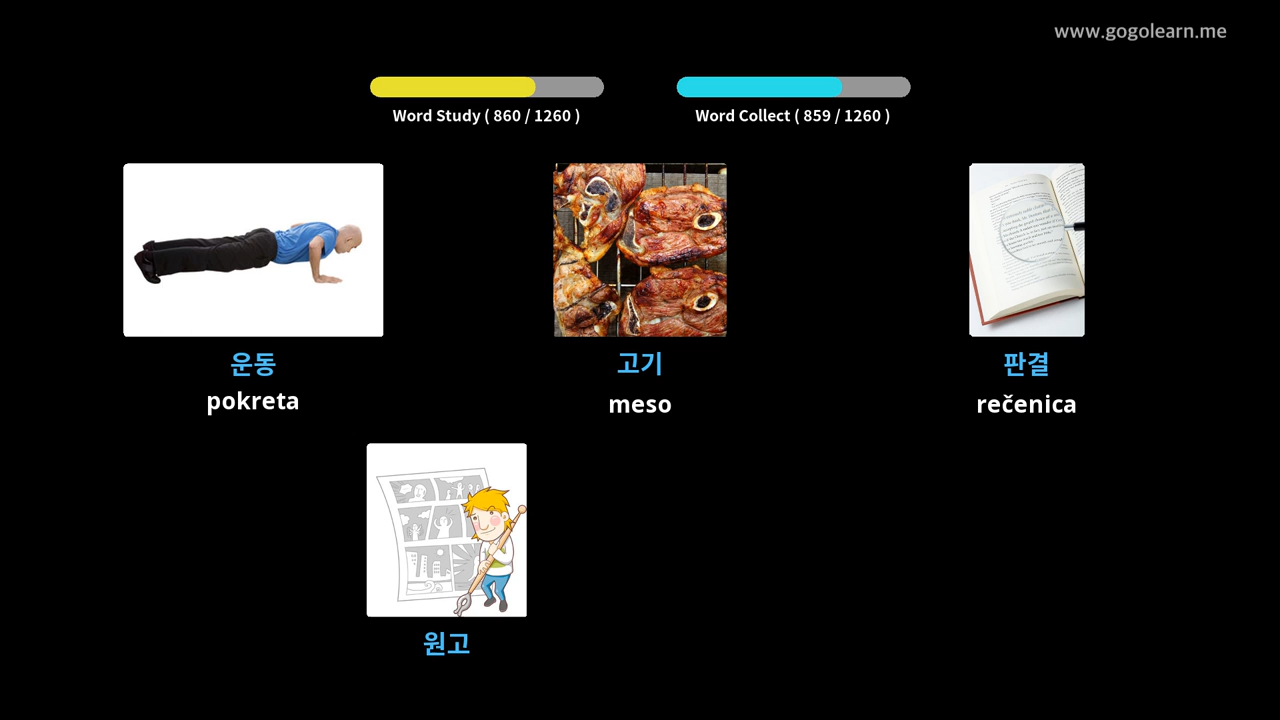 www.gogolearn.me
Word Study ( 860 / 1260 )
Word Collect ( 859 / 1260 )
운동
pokreta
고기
meso
판결
rečenica
원고